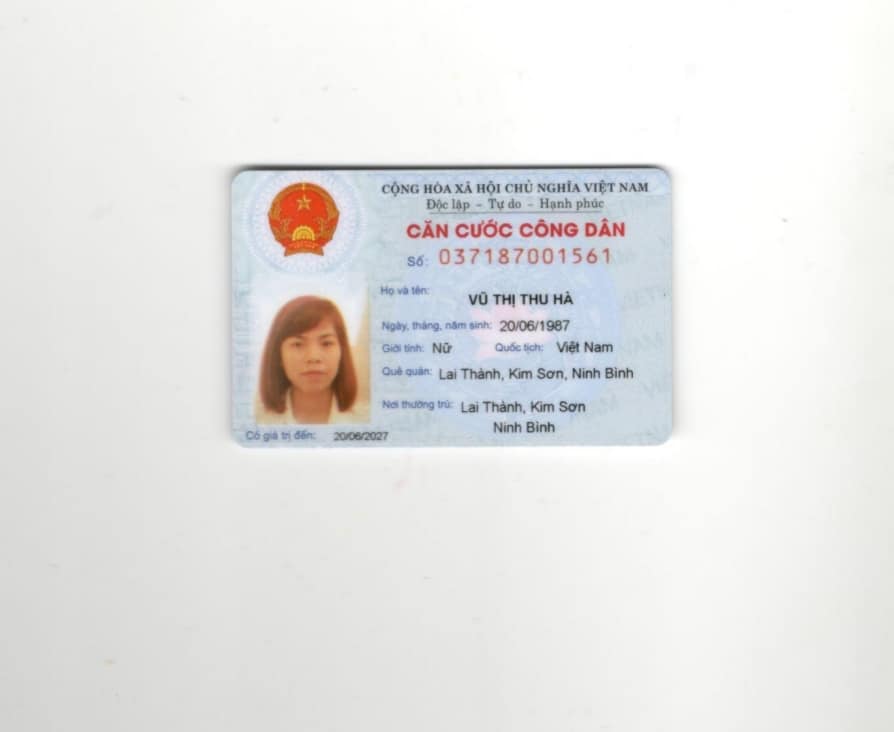 CỘNG HÒA XÃ HỘI CHỦ NGHĨA VIỆT NAM
Độc lập – Tự do – Hạnh phúc
CĂN CƯỚC CÔNG DÂN
Số: 037187001561
Họ và tên: VŨ THỊ THU HÀ
Ngày, tháng, năm sinh: 20/06/1987
Giới tính: Nữ Quốc tịch: Việt Nam
Quê quán: Lai Thành, Kim Sơn, Ninh Bình
Nơi thường trú: Lai Thành, Kim Sơn
Ninh Bình
Có giá trị đến: 20/06/2027